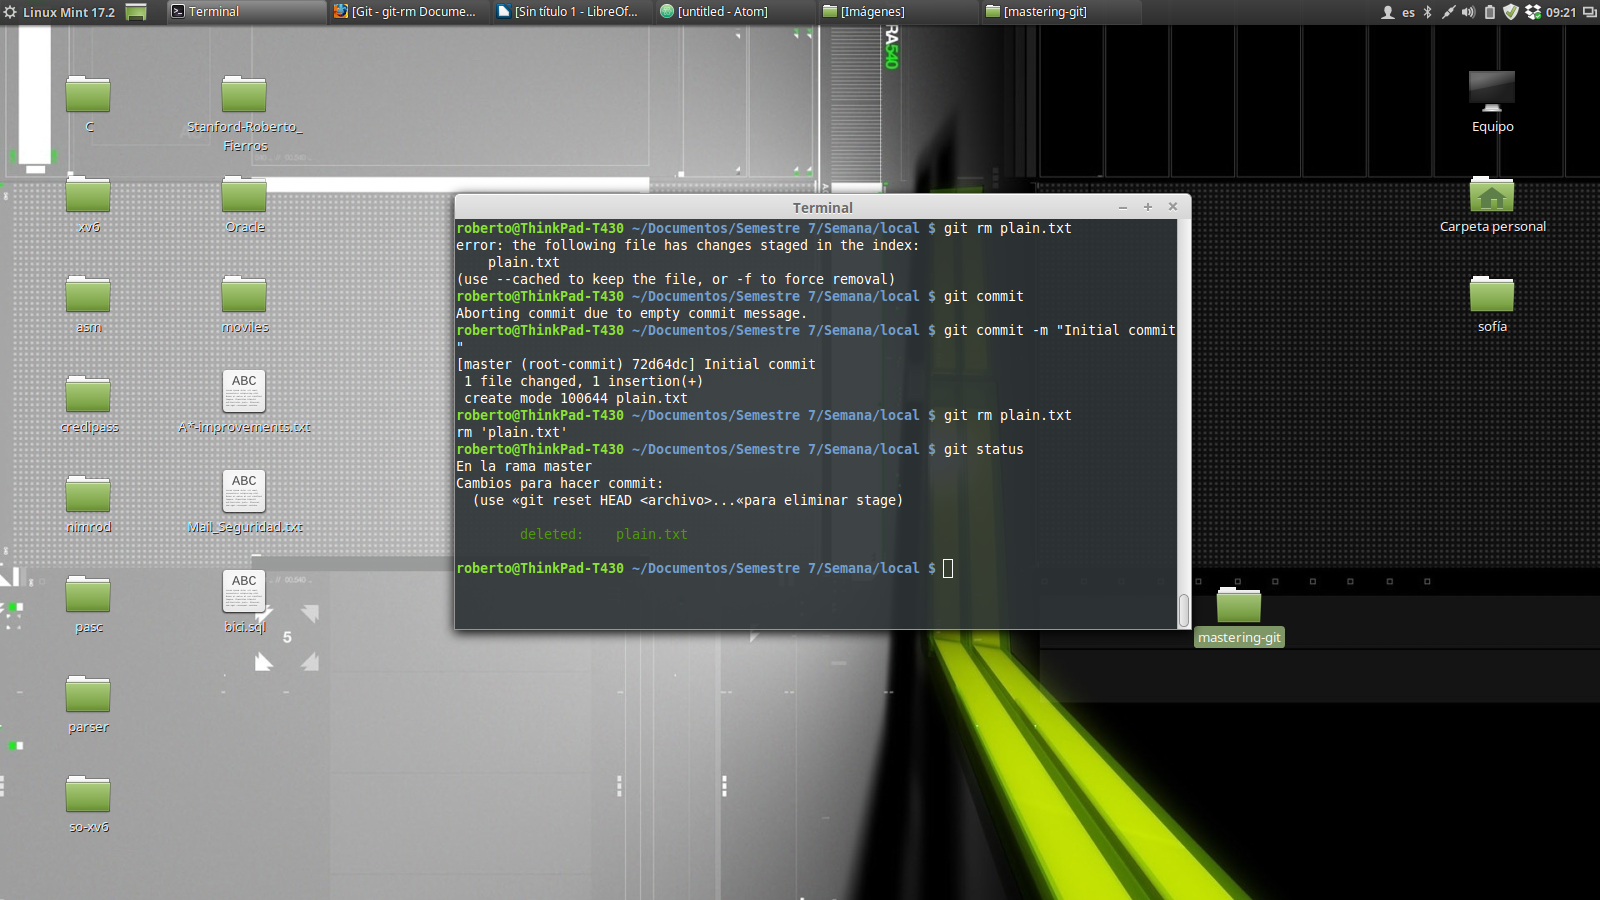 Linux Mint 17.2
Terminal
[Git - git-rm Docume...
[Sin título 1 - LibreOf...
[untitled - Atom]
[Imágenes]
[mastering-git]
es
09:21
C
Stanford-Roberto_
Fierros
xv6
Oracle
asm
moviles
credipass
ABC
A*-improvements.txt
nimrod
ABC
Mail_Seguridad.txt
pasc
ABC
bici.sql
parser
so-xv6
RA540
5
Equipo
Carpeta personal
sofía
mastering-git
Terminal
roberto@ThinkPad-T430 ~/Documentos/Semestre 7/Semana/local $ git rm plain.txt
error: the following file has changes staged in the index:
    plain.txt
(use --cached to keep the file, or -f to force removal)
roberto@ThinkPad-T430 ~/Documentos/Semestre 7/Semana/local $ git commit
Aborting commit due to empty commit message.
roberto@ThinkPad-T430 ~/Documentos/Semestre 7/Semana/local $ git commit -m "Initial commit
"
[master (root-commit) 72d64dc] Initial commit
 1 file changed, 1 insertion(+)
 create mode 100644 plain.txt
roberto@ThinkPad-T430 ~/Documentos/Semestre 7/Semana/local $ git rm plain.txt
rm 'plain.txt'
roberto@ThinkPad-T430 ~/Documentos/Semestre 7/Semana/local $ git status
En la rama master
Cambios para hacer commit:
  (use «git reset HEAD <archivo>...«para eliminar stage)
        deleted:    plain.txt
roberto@ThinkPad-T430 ~/Documentos/Semestre 7/Semana/local $